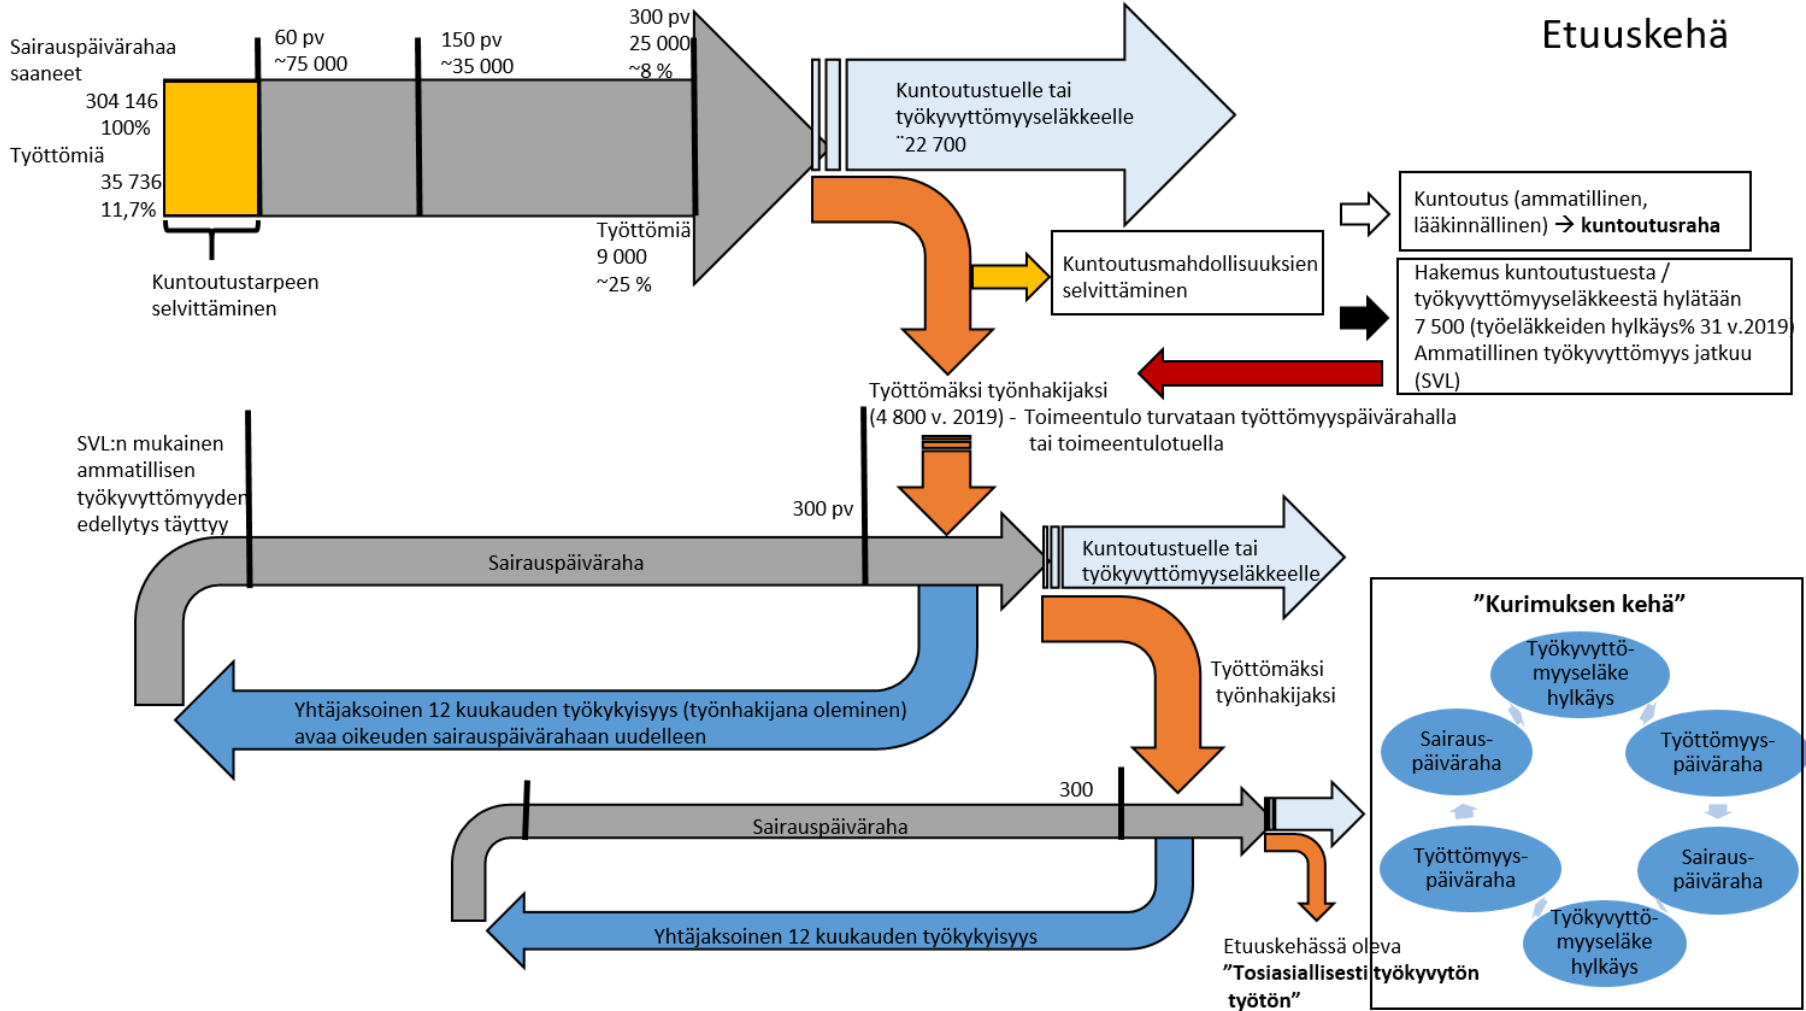 Etuuskehä
Sairauspäivärahaa
saaneet
304 146
100%
Työttömiä
35 736
11,7%
60 pv
~75 000
150 pv
~35 000
300 pv
25 000
~8 %
Työttömiä
9 000
~25 %
Kuntoutustarpeen
selvittäminen
Kuntoutustuelle tai
työkyvyttömyyseläkkeelle
¨22 700
Kuntoutusmahdollisuuksien
selvittäminen
Kuntoutus (ammatillinen,
lääkinnällinen) → kuntoutusraha
Hakemus kuntoutustuesta /
työkyvyttömyyseläkkeestä hylätään
7 500 (työeläkkeiden hylkäys% 31 v.2019)
Ammatillinen työkyvyttömyys jatkuu
(SVL)
Työttömäksi työnhakijaksi
(4 800 v. 2019) - Toimeentulo turvataan työttömyyspäivärahalla
tai toimeentulotuella
SVL:n mukainen
ammatillisen
työkyvyttömyyden
edellytys täyttyy
300 pv
Sairauspäiväraha
Kuntoutustuelle tai
työkyvyttömyyseläkkeelle
Yhtäjaksoinen 12 kuukauden työkykyisyys (työnhakijana oleminen)
avaa oikeuden sairauspäivärahaan uudelleen
Työttömäksi
työnhakijaksi
300
Sairauspäiväraha
Yhtäjaksoinen 12 kuukauden työkykyisyys
Etuuskehässä oleva
”Tosiasiallisesti työkyvytön
työtön”
”Kurimuksen kehä”
Työkyvyttö-
myyseläke
hylkäys
Työttömyys-
päiväraha
Sairaus-
päiväraha
Työkyvyttö-
myyseläke
hylkäys
Työttömyys-
päiväraha
Sairaus-
päiväraha